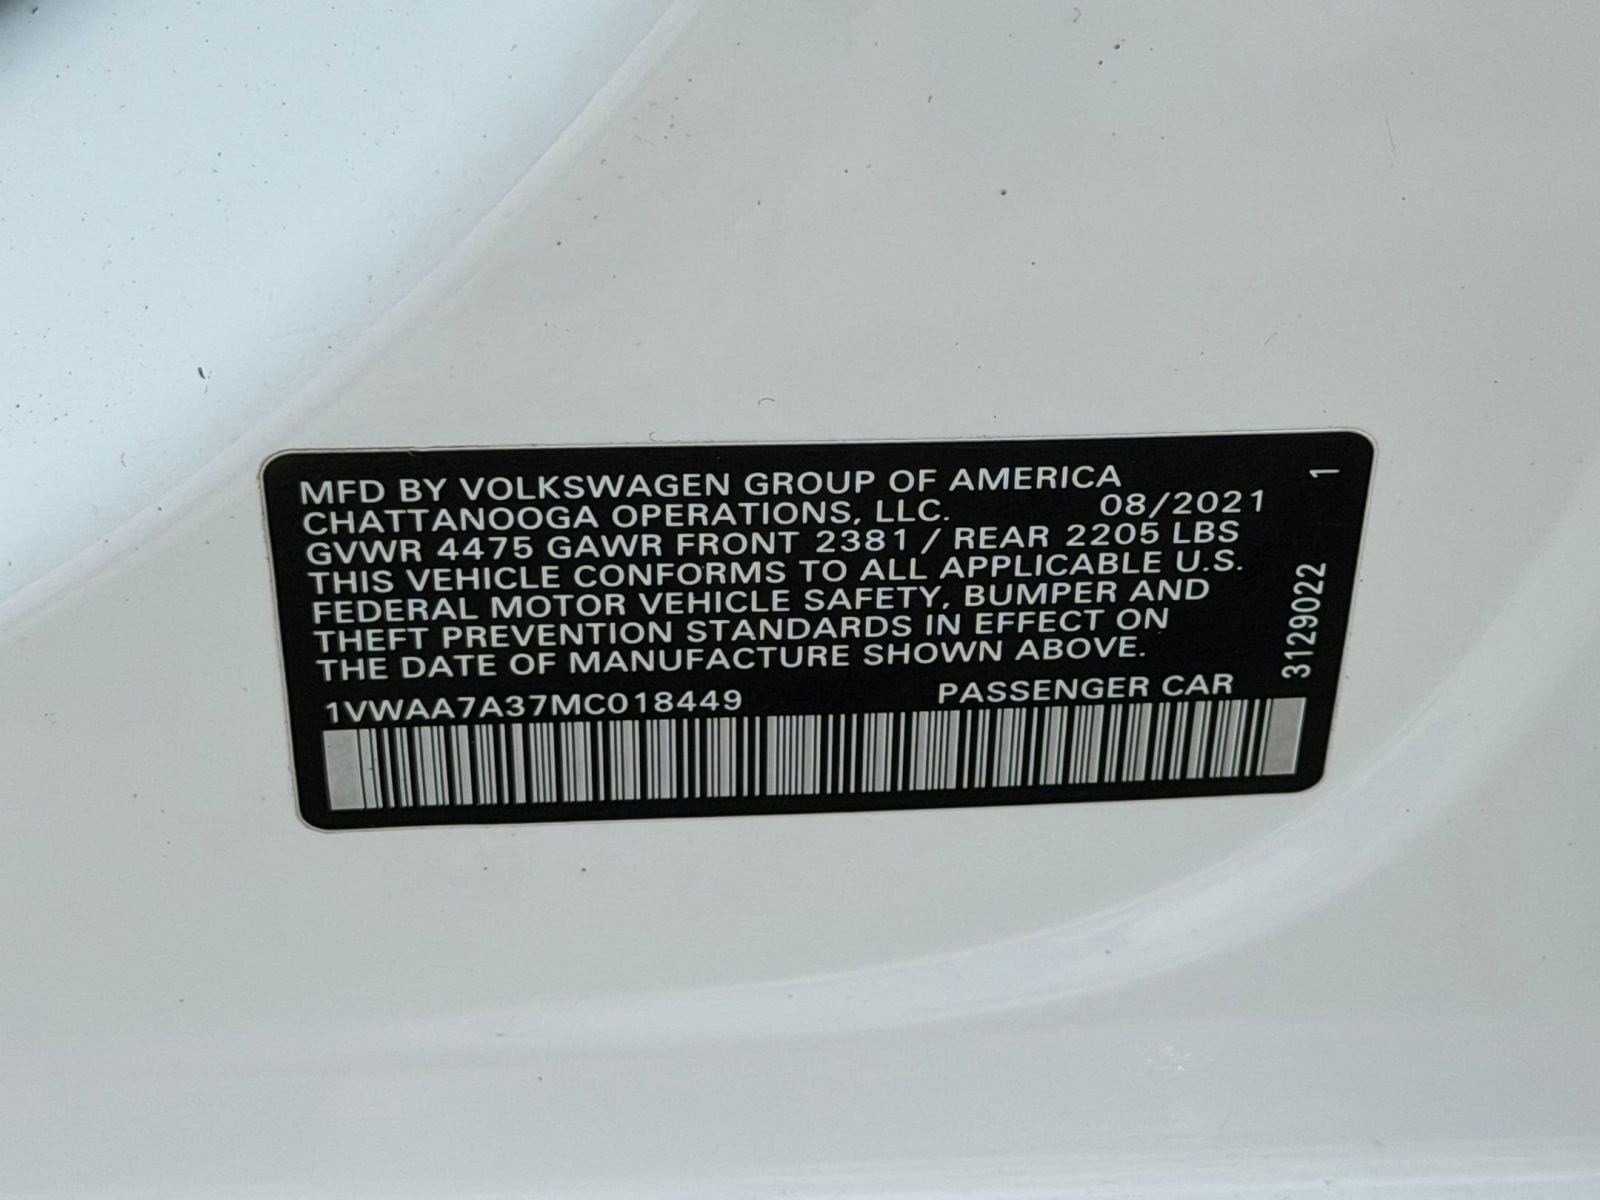 MFD BY VOLKSWAGEN GROUP OF AMERICA
CHATTANOOGA OPERATIONS, LLC. 08/2021
GVWR 4475 GAWR FRONT 2381 / REAR 2205 LBS
THIS VEHICLE CONFORMS TO ALL APPLICABLE U.S.
FEDERAL MOTOR VEHICLE SAFETY, BUMPER AND
THEFT PREVENTION STANDARDS IN EFFECT ON
THE DATE OF MANUFACTURE SHOWN ABOVE.
1VWAA7A37MC018449 PASSENGER CAR
3129022 1